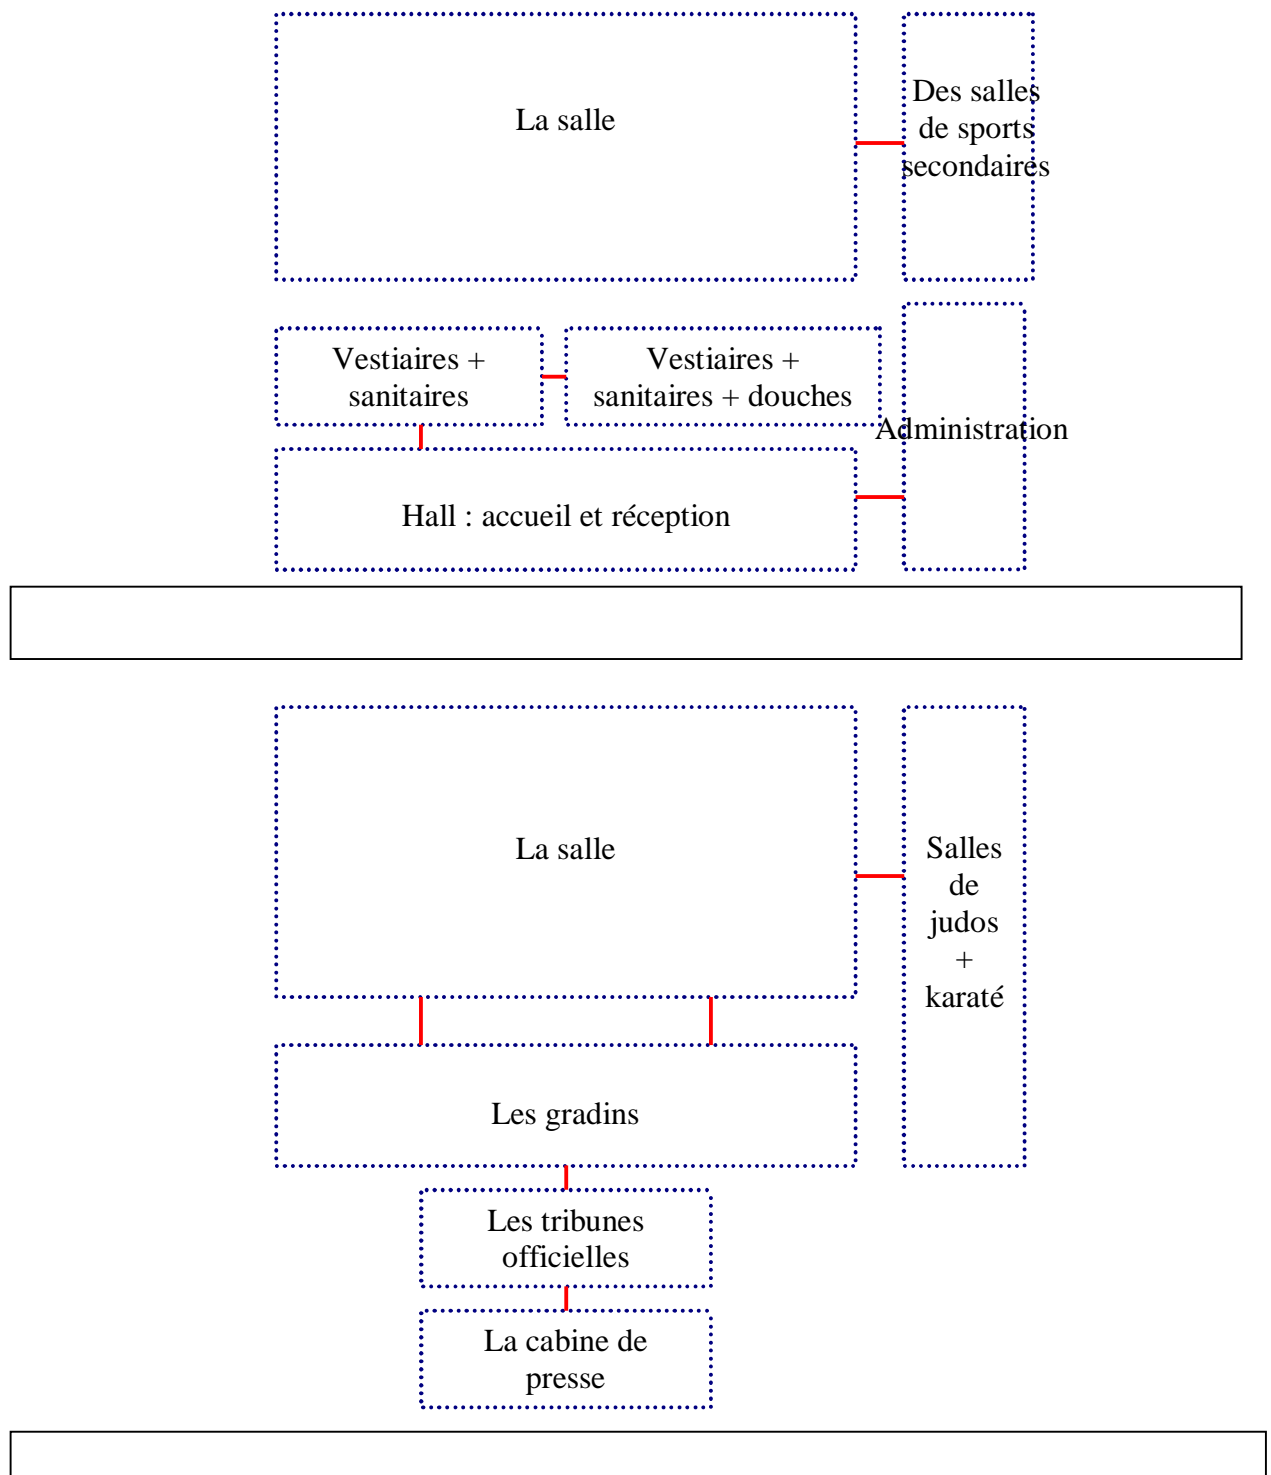 La salle
Des salles
de sports
secondaires
Vestiaires +
sanitaires
Vestiaires +
sanitaires + douches
Administration
Hall : accueil et réception
La salle
Salles
de
judos
+
karaté
Les gradins
Les tribunes
officielles
La cabine de
presse